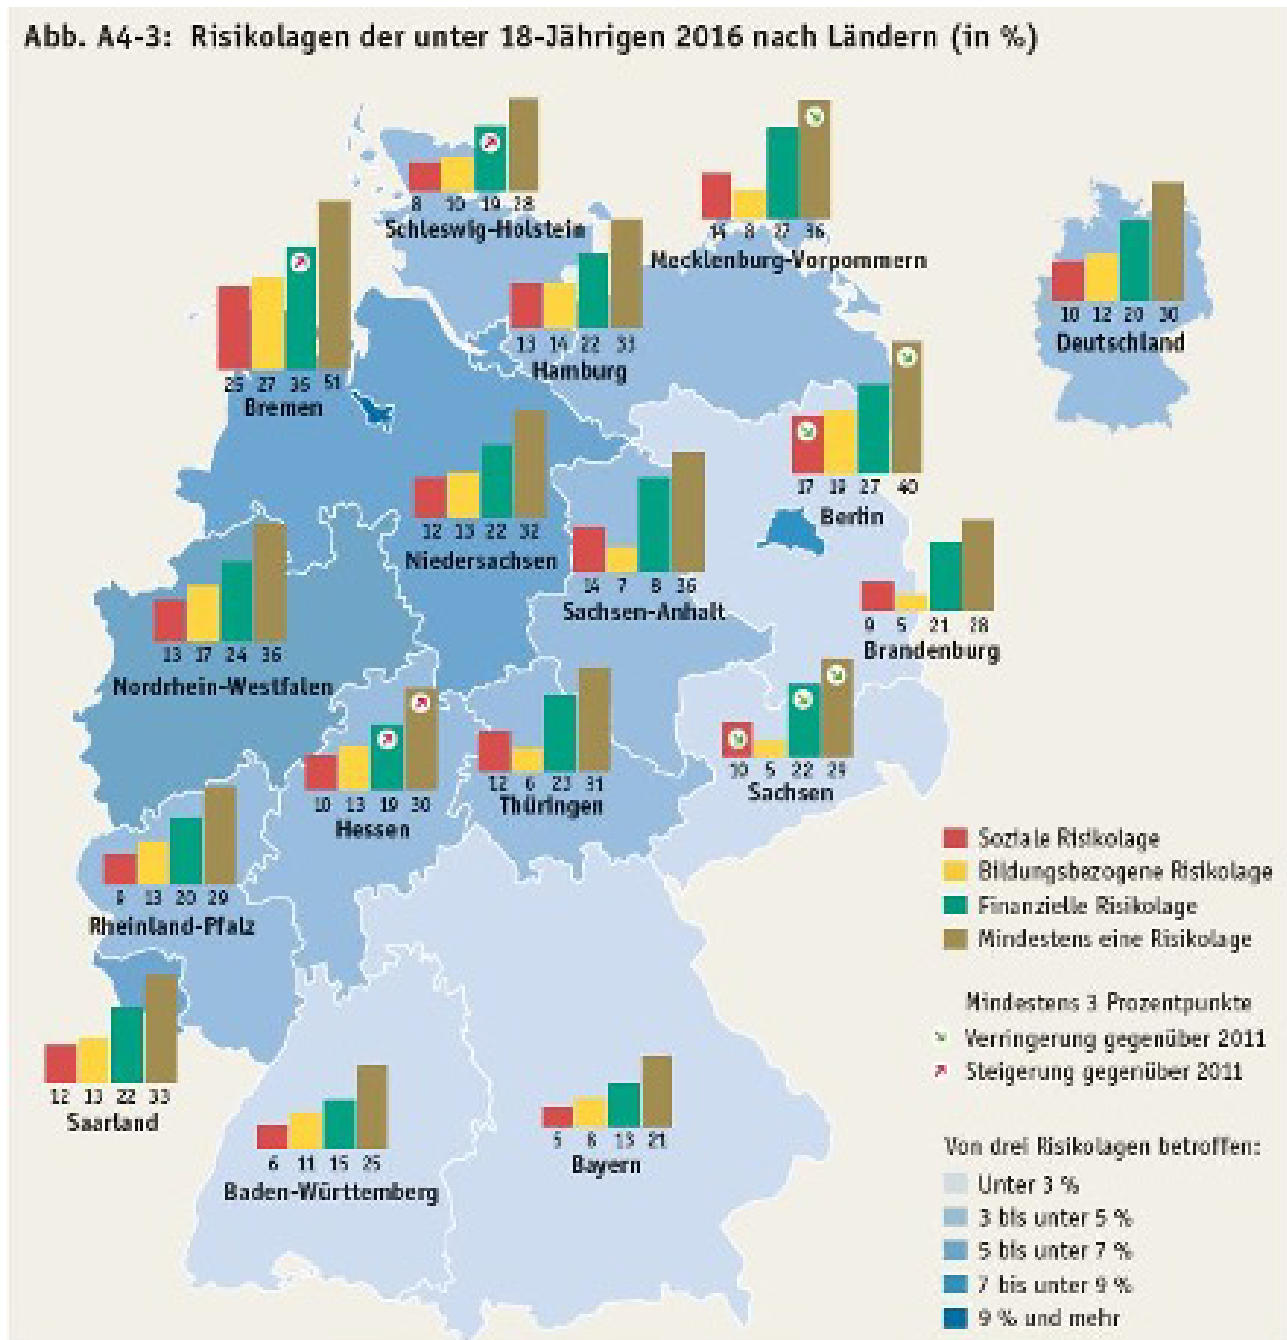 Abb. A4-3: Risikolagen der unter 18-Jährigen 2016 nach Ländern (in %)
8 10 19 28
Schleswig-Holstein
14 8 27 36
Mecklenburg-Vorpommern
10 12 20 30
Deutschland
13 14 22 33
Hamburg
25 27 36 51
Bremen
17 19 27 40
Berlin
12 13 22 32
Niedersachsen
14 7 8 36
Sachsen-Anhalt
9 5 21 28
Brandenburg
13 17 24 36
Nordrhein-Westfalen
10 5 22 29
Sachsen
12 6 23 31
Thüringen
10 13 19 30
Hessen
9 13 20 29
Rheinland-Pfalz
12 13 22 33
Saarland
6 11 15 25
Baden-Württemberg
5 8 13 21
Bayern
Soziale Risikolage
Bildungsbezogene Risikolage
Finanzielle Risikolage
Mindestens eine Risikolage
Mindestens 3 Prozentpunkte
Verringerung gegenüber 2011
Steigerung gegenüber 2011
Von drei Risikolagen betroffen:
Unter 3 %
3 bis unter 5 %
5 bis unter 7 %
7 bis unter 9 %
9 % und mehr